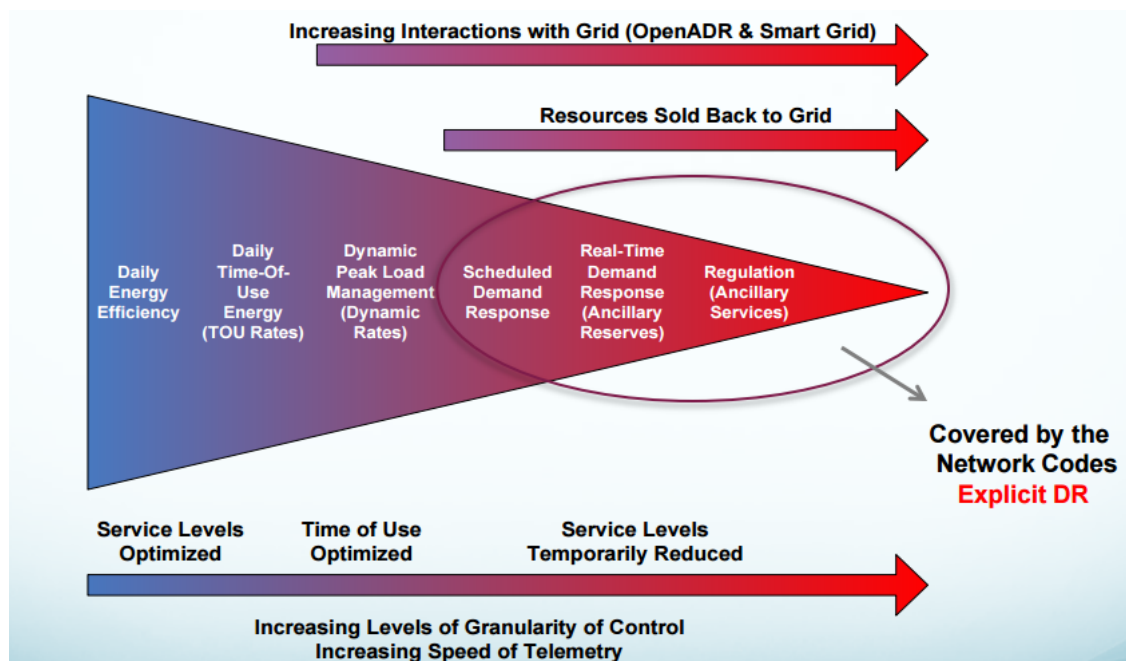 Increasing Interactions with Grid (OpenADR & Smart Grid)
Resources Sold Back to Grid
Daily
Energy
Efficiency
Daily
Time-Of-
Use
Energy
(TOU Rates)
Dynamic
Peak Load
Management
(Dynamic
Rates)
Scheduled
Demand
Response
Real-Time
Demand
Response
(Ancillary
Reserves)
Regulation
(Ancillary
Services)
Covered by the
Network Codes
Explicit DR
Service Levels
Optimized
Time of Use
Optimized
Service Levels
Temporarily Reduced
Increasing Levels of Granularity of Control
Increasing Speed of Telemetry